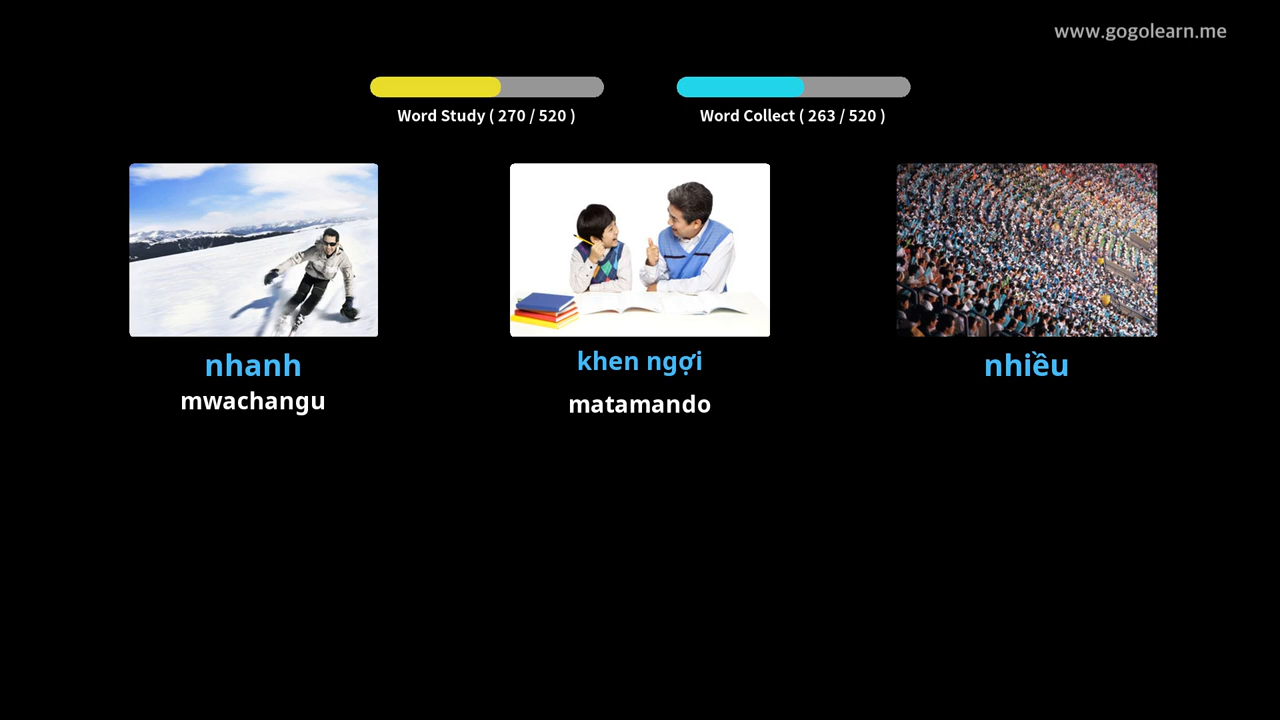 www.gogolearn.me
Word Study ( 270 / 520 )
Word Collect ( 263 / 520 )
nhanh
mwachangu
khen ngợi
matamando
nhiều